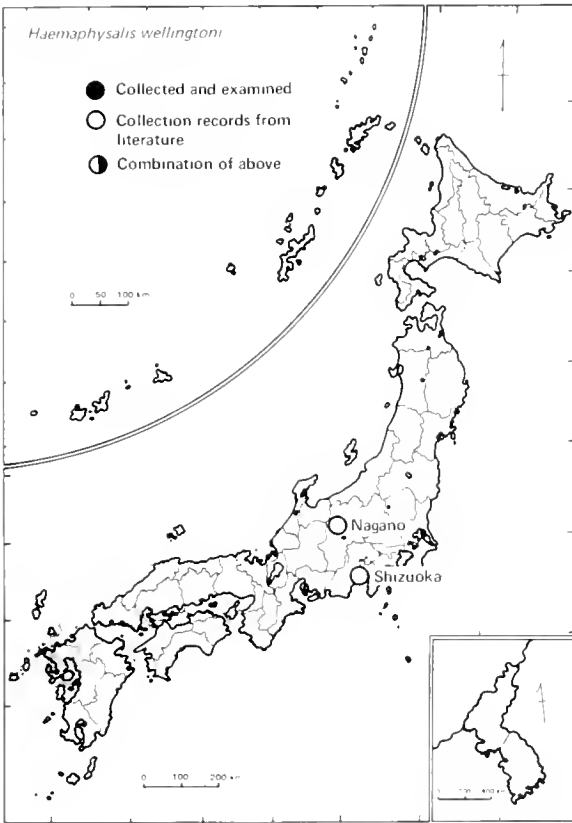 Haemaphysalis wellingtoni
Collected and examined
Collection records from
literature
Combination of above
0 50 100 km
Nagano
Shizuoka
0 100 200 km